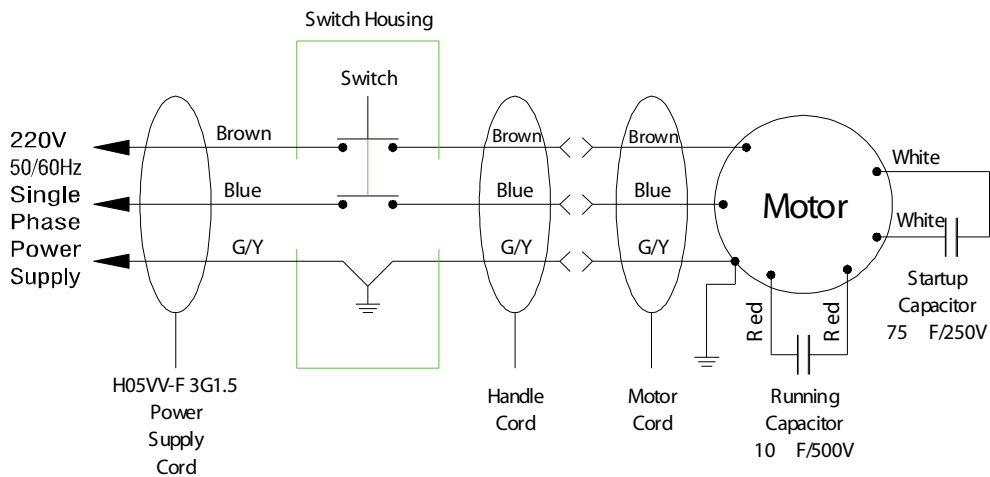 Switch Housing
Switch
220V
50/60Hz
Single
Phase
Power
Supply
Brown
Blue
G/Y
Brown
Blue
G/Y
Brown
Blue
G/Y
Motor
White
White
Startup
Capacitor
75 F/250V
Red
Red
Running
Capacitor
10 F/500V
H05VV-F 3G1.5
Power
Supply
Cord
Handle
Cord
Motor
Cord